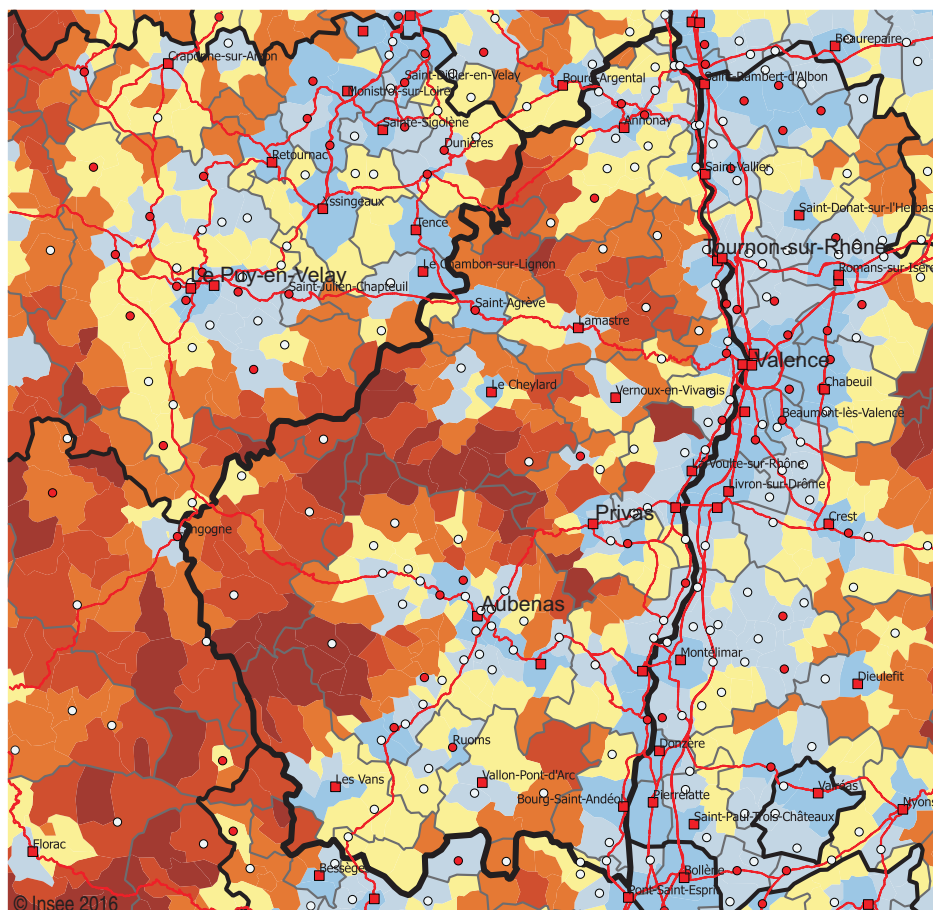 Beaurepaire
Craponne-sur-Arzon
Saint-Didier-en-Velay
Bourg-Argental
Saint-Rambert-d'Albon
Monistrol-sur-Loire
Sainte-Sigolène
Annonay
Dunières
Retournac
Saint-Vallier
Yssingeaux
Saint-Donat-sur-l'Herbas
Tence
Tournon-sur-Rhône
Le Chambon-sur-Lignon
Romans-sur-Isère
Le Puy-en-Velay
Saint-Julien-Chapteuil
Saint-Agrève
Lamastre
Valence
Le Cheylard
Vernoux-en-Vivarais
Chabeuil
Beaumont-lès-Valence
La Voulte-sur-Rhône
Livron-sur-Drôme
Privas
Crest
Langogne
Aubenas
Montélimar
Dieulefit
Ruoms
Donzère
Les Vans
Vallon-Pont-d'Arc
Valréas
Bourg-Saint-Andéol
Pierrelatte
Nyons
Saint-Paul-Trois-Châteaux
Florac
Bessèges
Bollène
Pont-Saint-Esprit
© Insee 2016